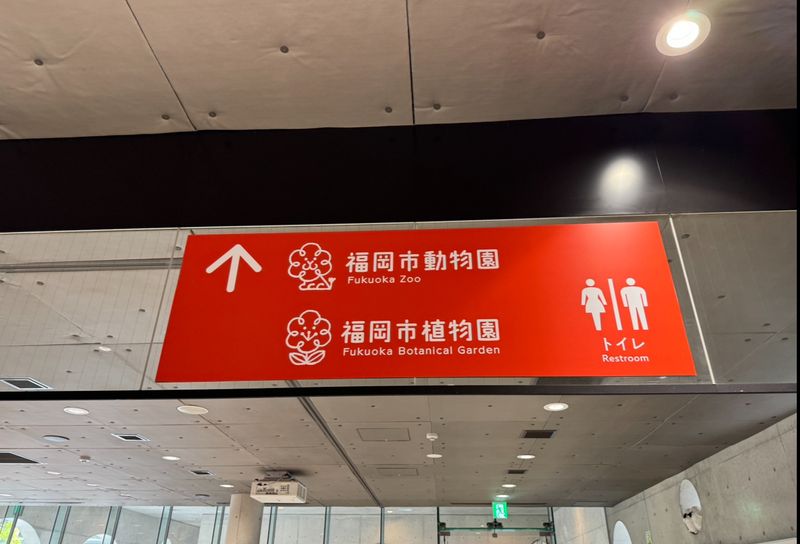 福岡市動物園
Fukuoka Zoo
福岡市植物園
Fukuoka Botanical Garden
トイレ
Restroom